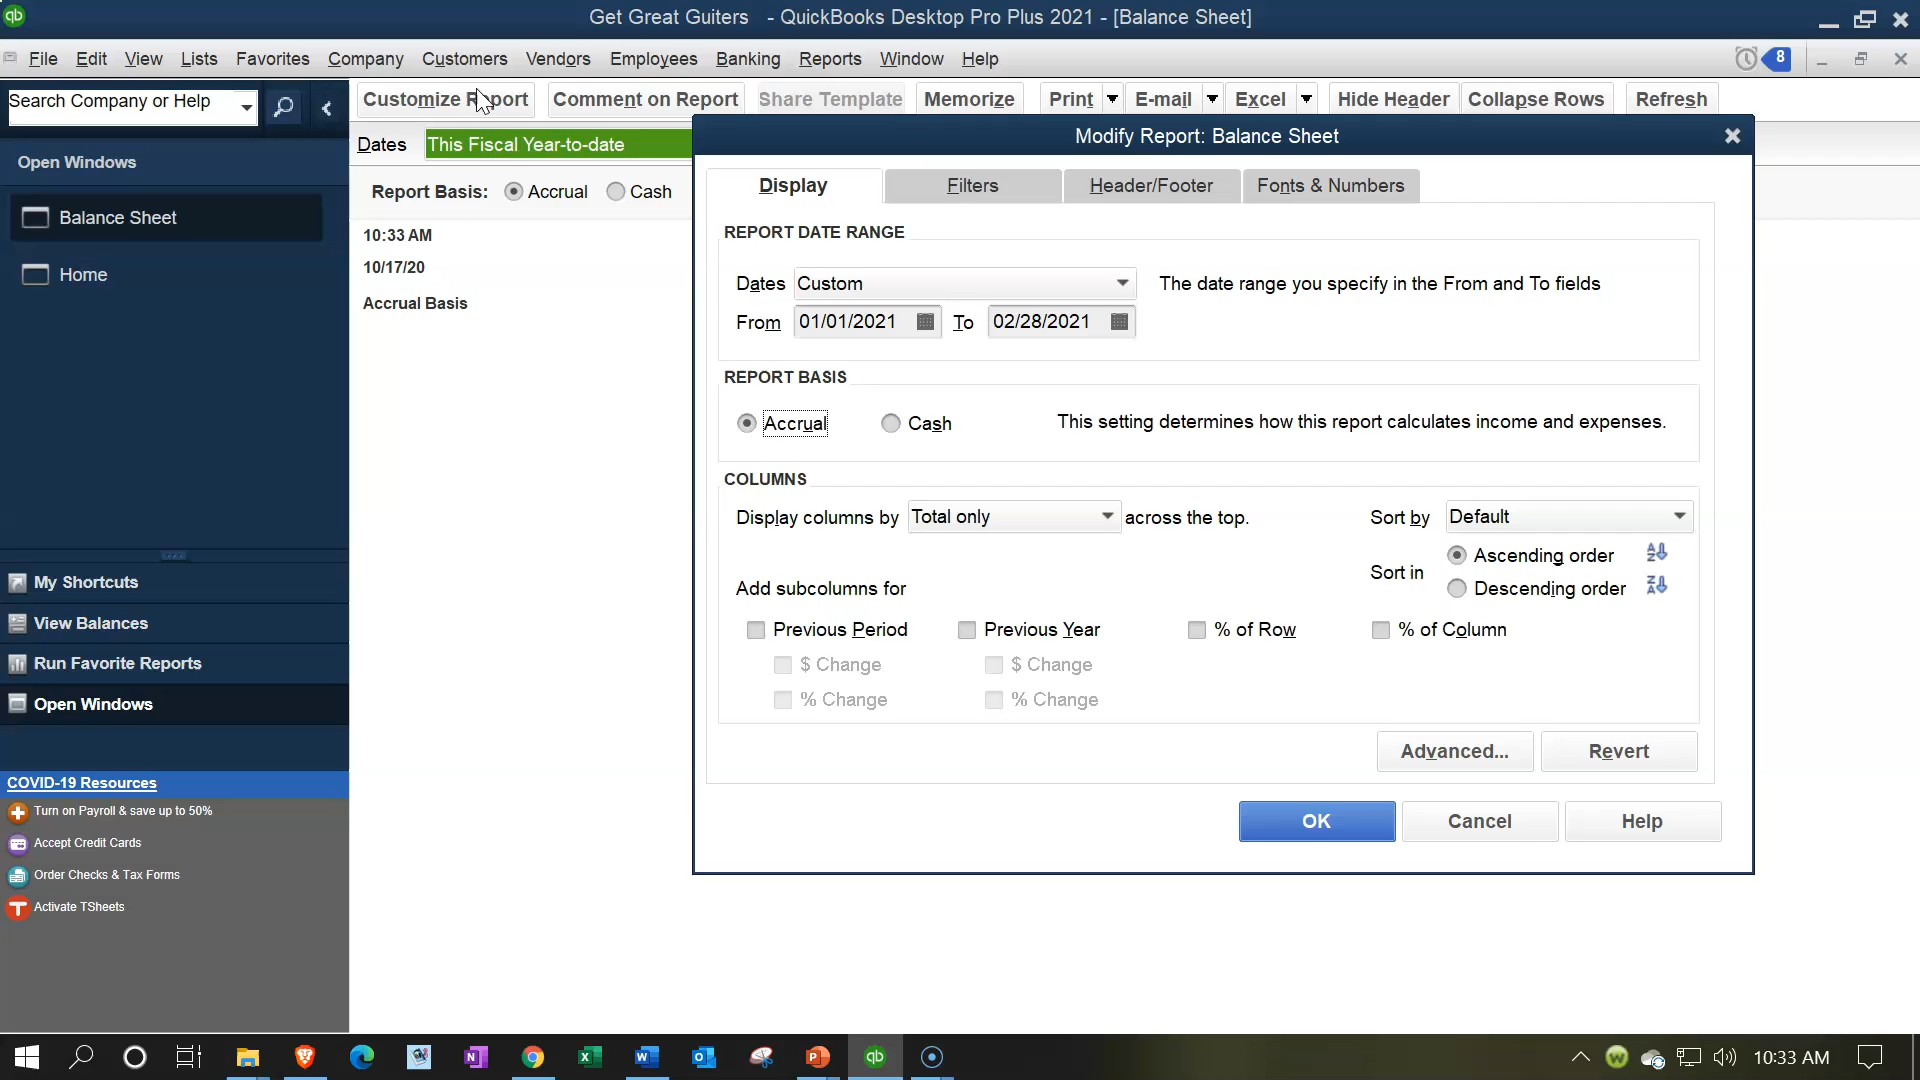 qb
Get Great Guiters - QuickBooks Desktop Pro Plus 2021 - [Balance Sheet]
File Edit View Lists Favorites Company Customers Vendors Employees Banking Reports Window Help
8
Search Company or Help
Customize Report
Comment on Report
Share Template
Memorize
Print
E-mail
Excel
Hide Header
Collapse Rows
Refresh
Dates This Fiscal Year-to-date
Report Basis: Accrual Cash
10:33 AM
10/17/20
Accrual Basis
Open Windows
Balance Sheet
Home
My Shortcuts
View Balances
Run Favorite Reports
Open Windows
COVID-19 Resources
Turn on Payroll & save up to 50%
Accept Credit Cards
Order Checks & Tax Forms
Activate TSheets
Modify Report: Balance Sheet
Display Filters Header/Footer Fonts & Numbers
REPORT DATE RANGE
Dates Custom The date range you specify in the From and To fields
From 01/01/2021 To 02/28/2021
REPORT BASIS
Accrual Cash This setting determines how this report calculates income and expenses.
COLUMNS
Display columns by Total only across the top. Sort by Default
Sort in Ascending order
Descending order
Add subcolumns for
Previous Period Previous Year % of Row % of Column
$ Change $ Change
% Change % Change
Advanced... Revert
OK Cancel Help
10:33 AM